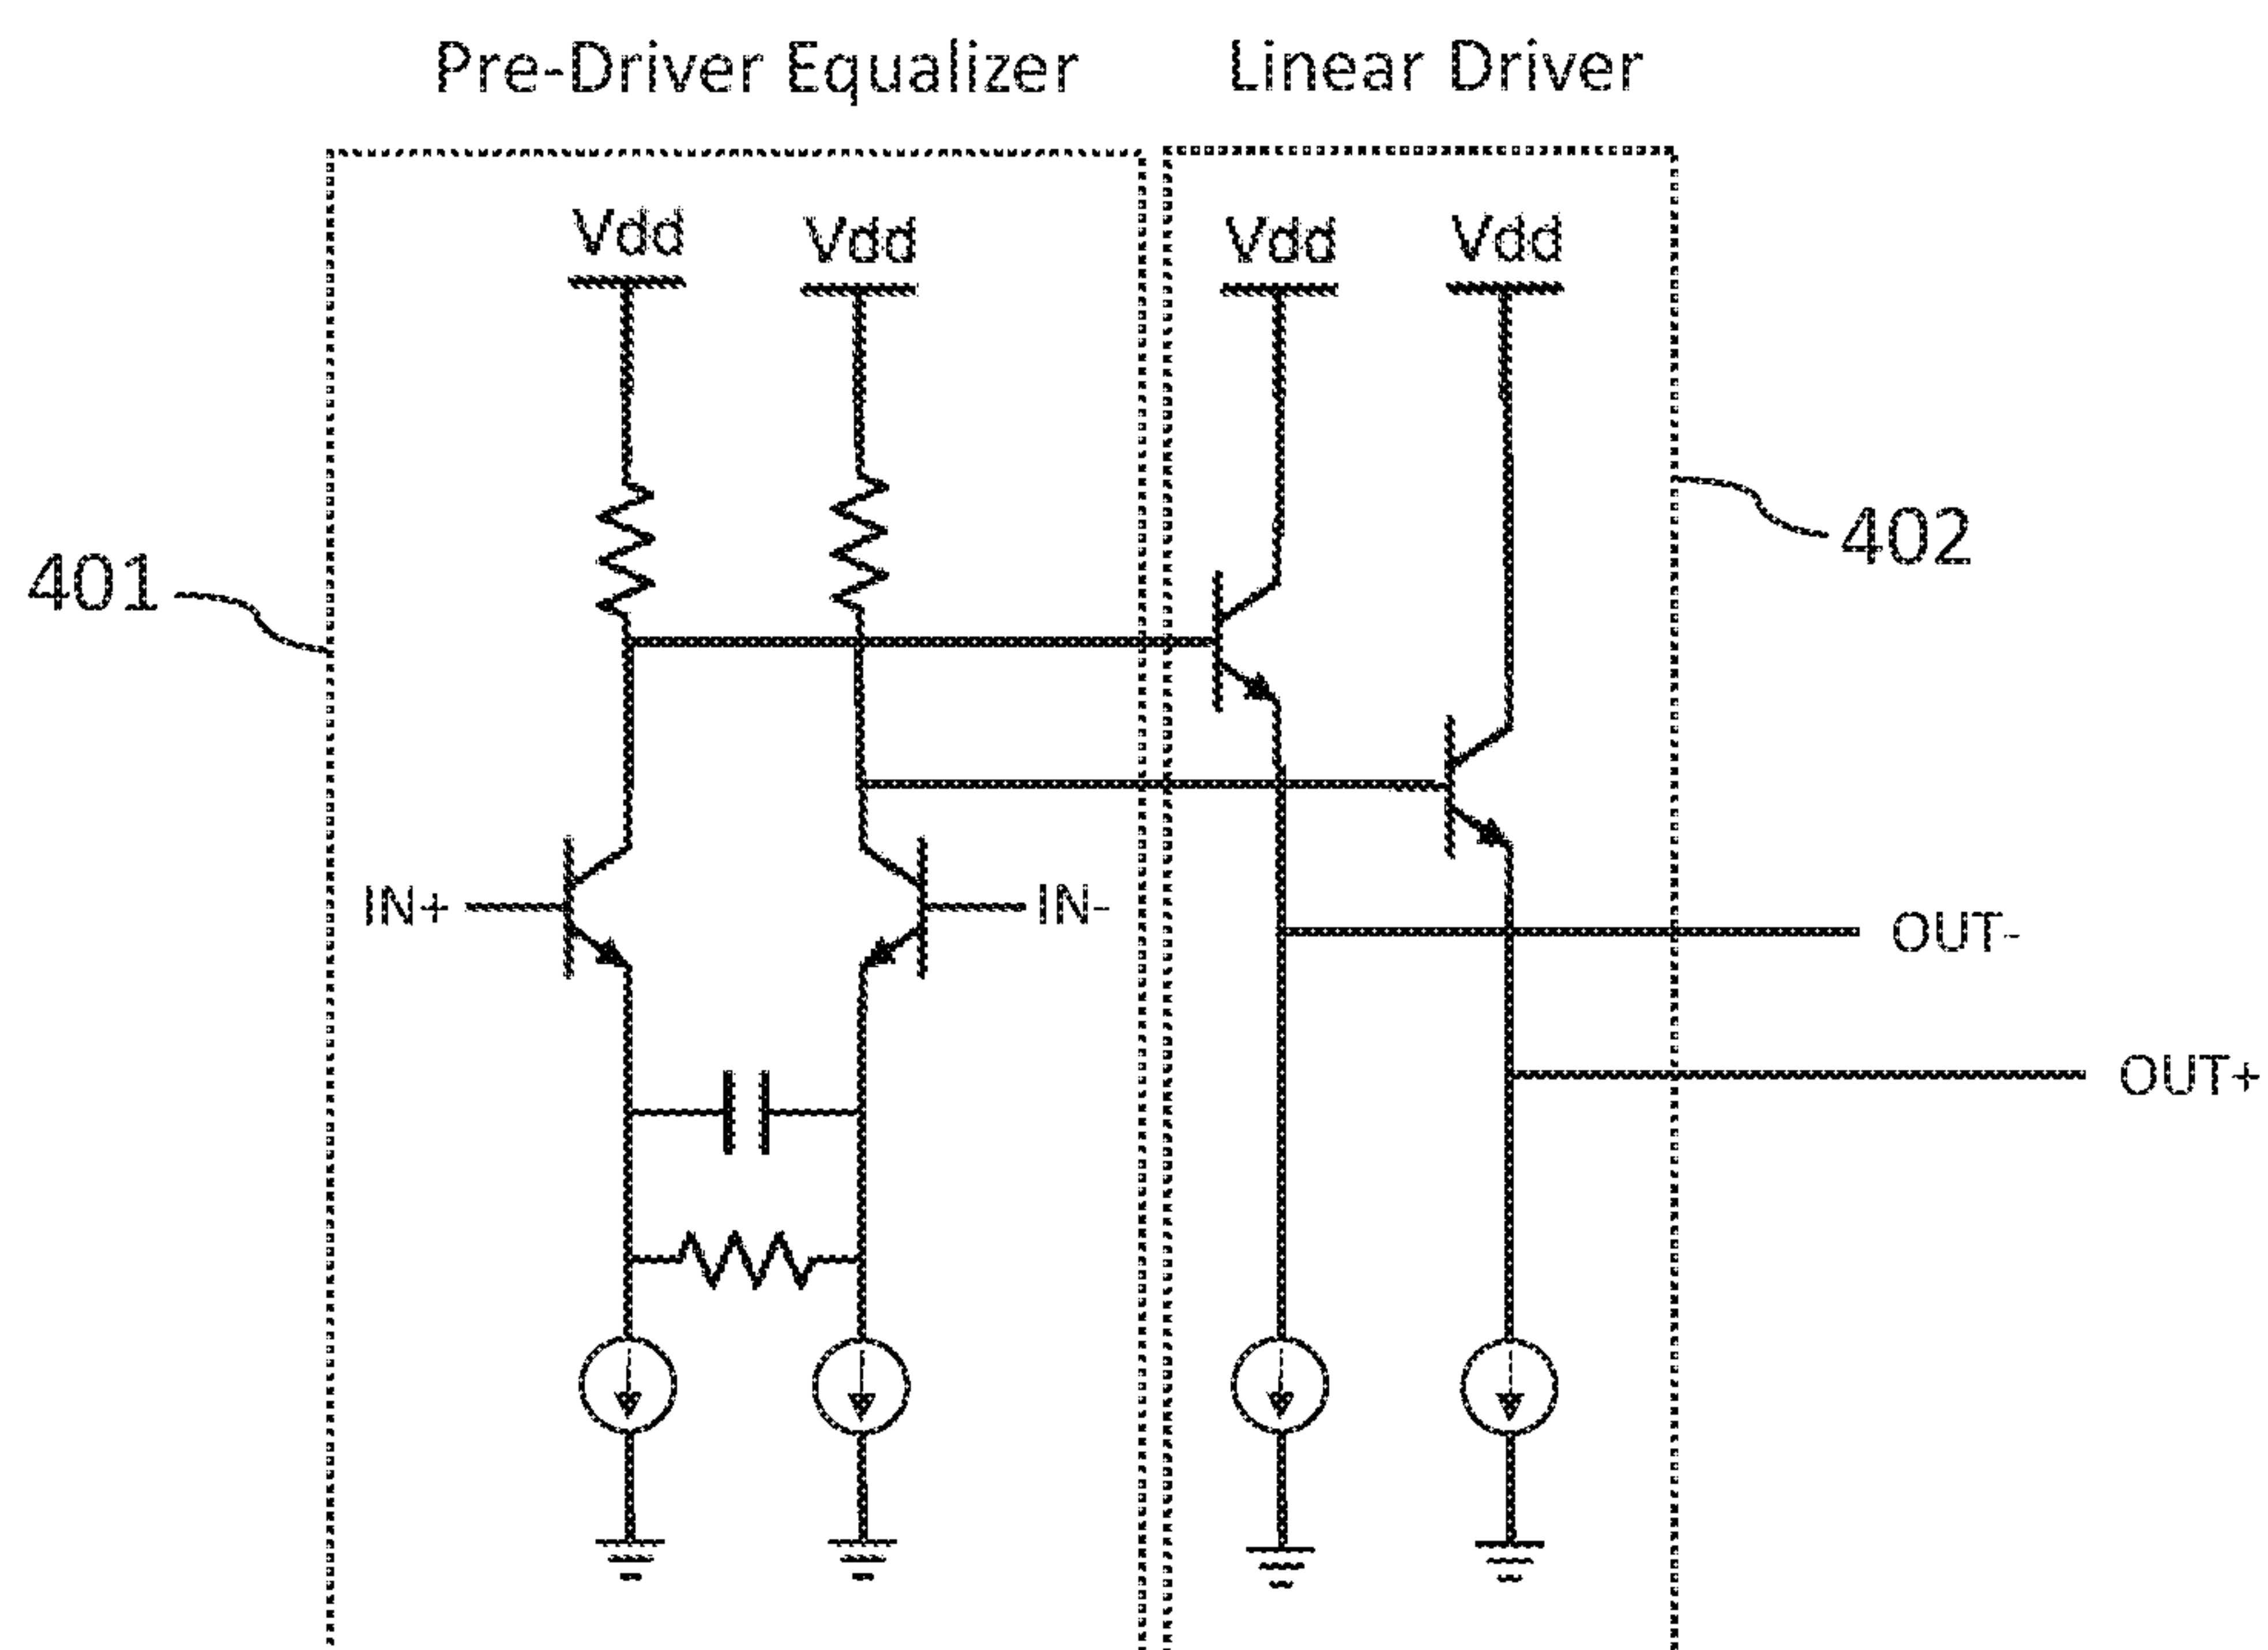 Pre-Driver Equalizer
Linear Driver
Vdd
Vdd
Vdd
Vdd
401
402
IN+
IN-
OUT-
OUT+